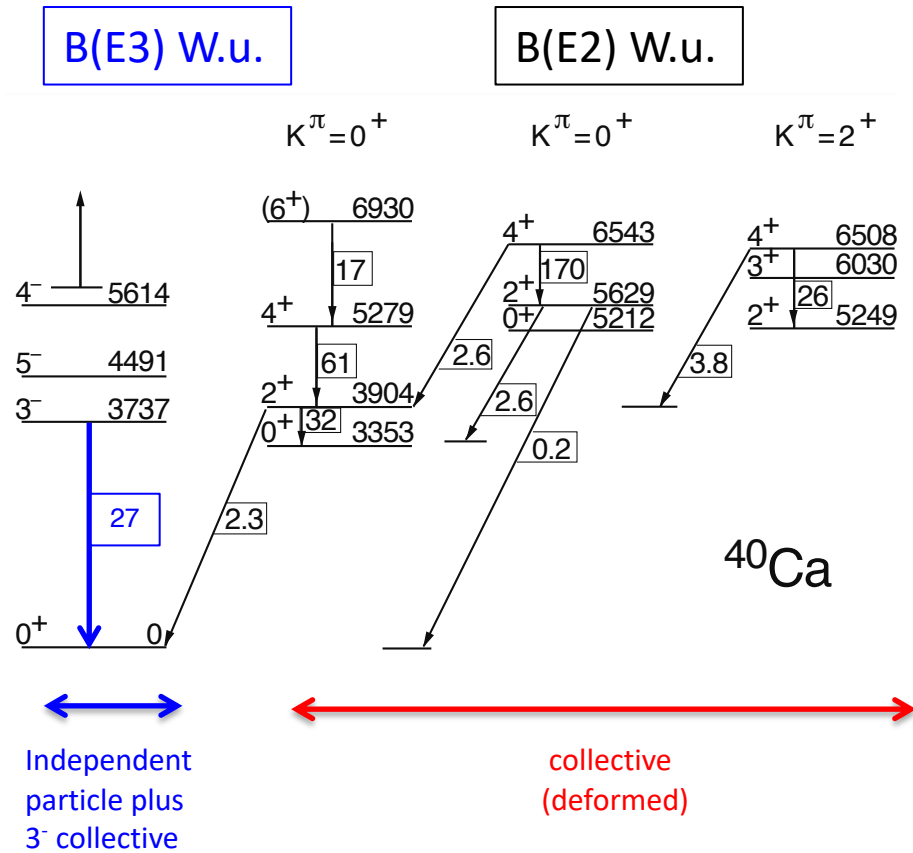 B(E3) W.u.
B(E2) W.u.
K^π=0^+
K^π=0^+
K^π=2^+
(6⁺) 6930
4⁺ 6543
4⁺ 6508
3⁺ 6030
17
170
4⁻ 5614
4⁺ 5279
2⁺ 5629
0⁺ 5212
26
2⁺ 5249
5⁻ 4491
61
2.6
3.8
3⁻ 3737
2⁺ 3904
2.6
32
0⁺ 3353
0.2
27
2.3
⁴⁰Ca
0⁺ 0
Independent
particle plus
3⁻ collective
collective
(deformed)